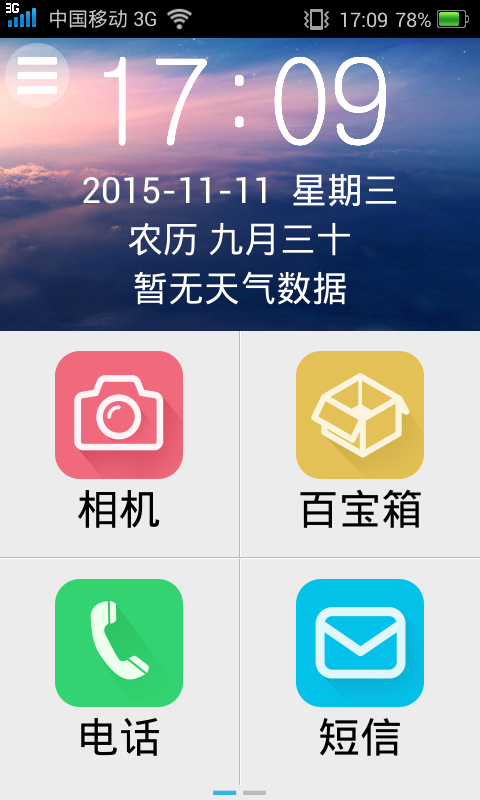 3G
中国移动 3G 17:09 78%
17:09
2015-11-11 星期三
农历 九月三十
暂无天气数据
相机
百宝箱
电话
短信